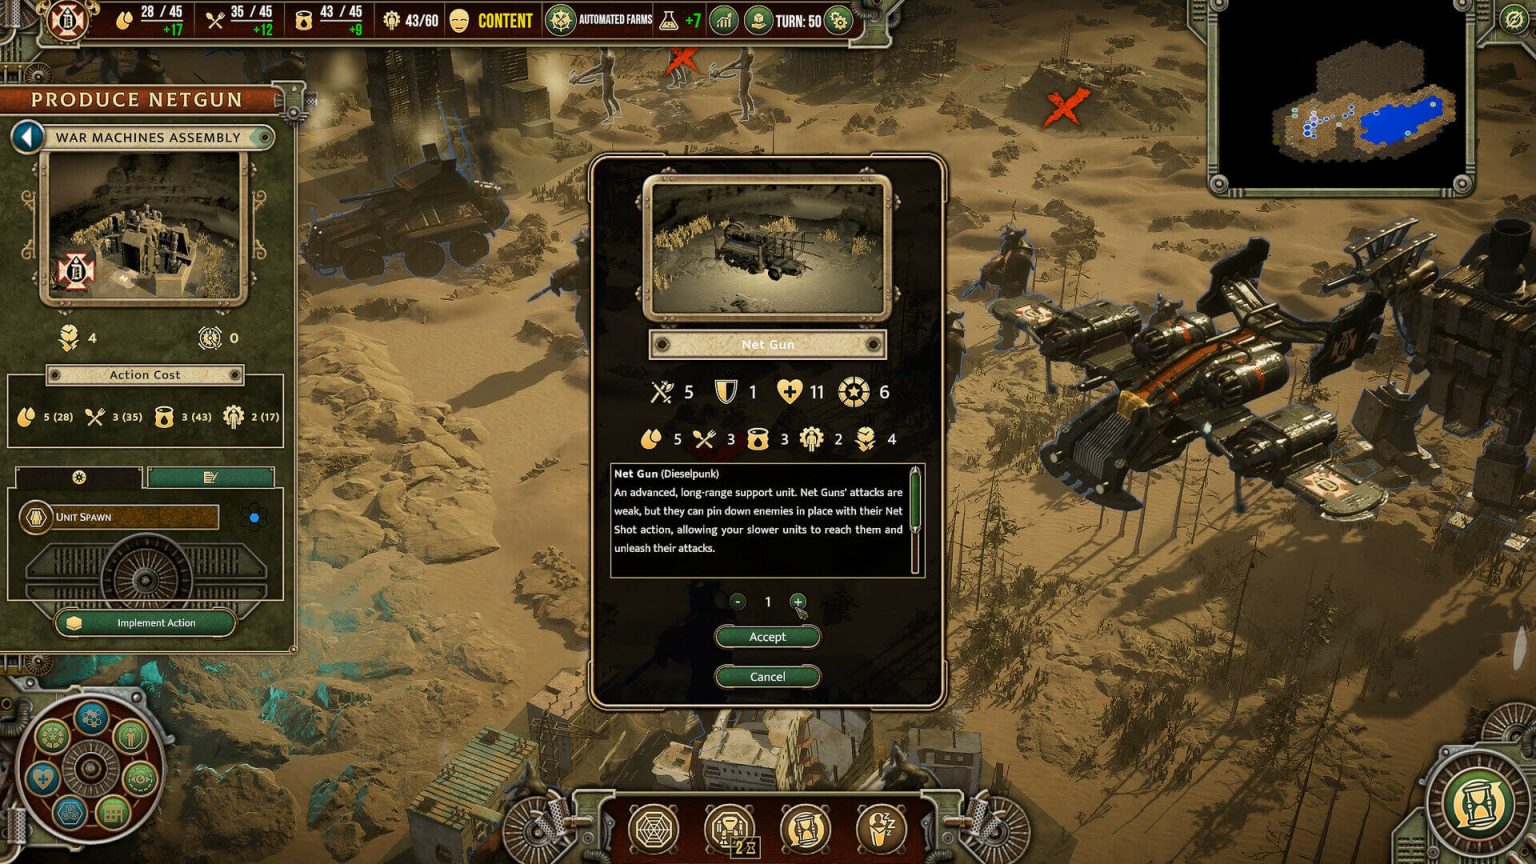 28 / 45
+17
35 / 45
+12
43 / 45
+9
43/60
CONTENT
AUTOMATED FARMS
+7
TURN: 50
PRODUCE NETGUN
WAR MACHINES ASSEMBLY
D
4
0
Action Cost
5 (28)
3 (35)
3 (43)
2 (17)
UNIT SPAWN
Implement Action
Net Gun
5
1
11
6
5
3
3
2
4
Net Gun (Dieselpunk)
An advanced, long-range support unit. Net Guns' attacks are
weak, but they can pin down enemies in place with their Net
Shot action, allowing your slower units to reach them and
unleash their attacks.
- 1 +
Accept
Cancel
2